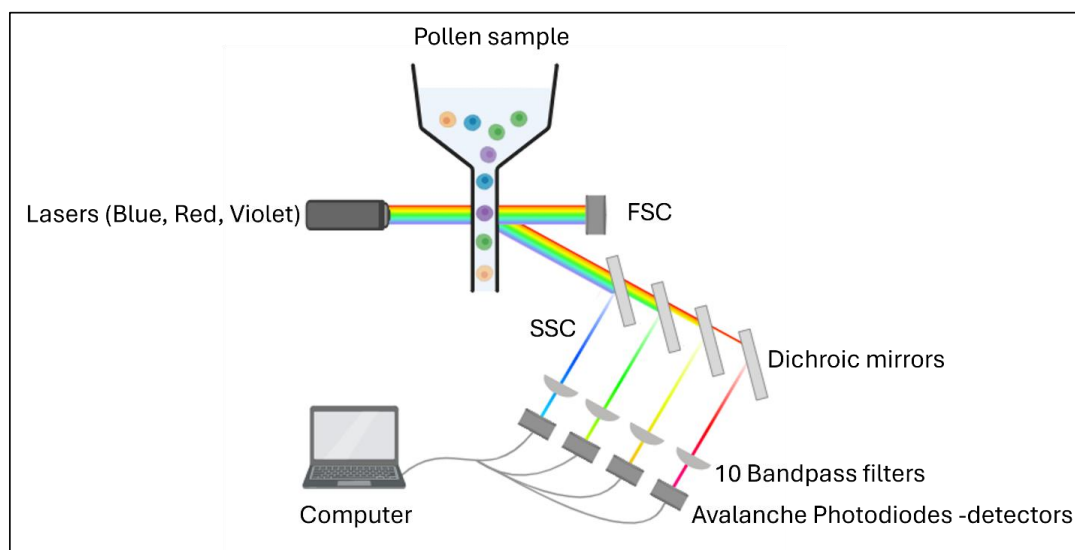 Pollen sample
Lasers (Blue, Red, Violet)
FSC
SSC
Dichroic mirrors
10 Bandpass filters
Computer
Avalanche Photodiodes -detectors